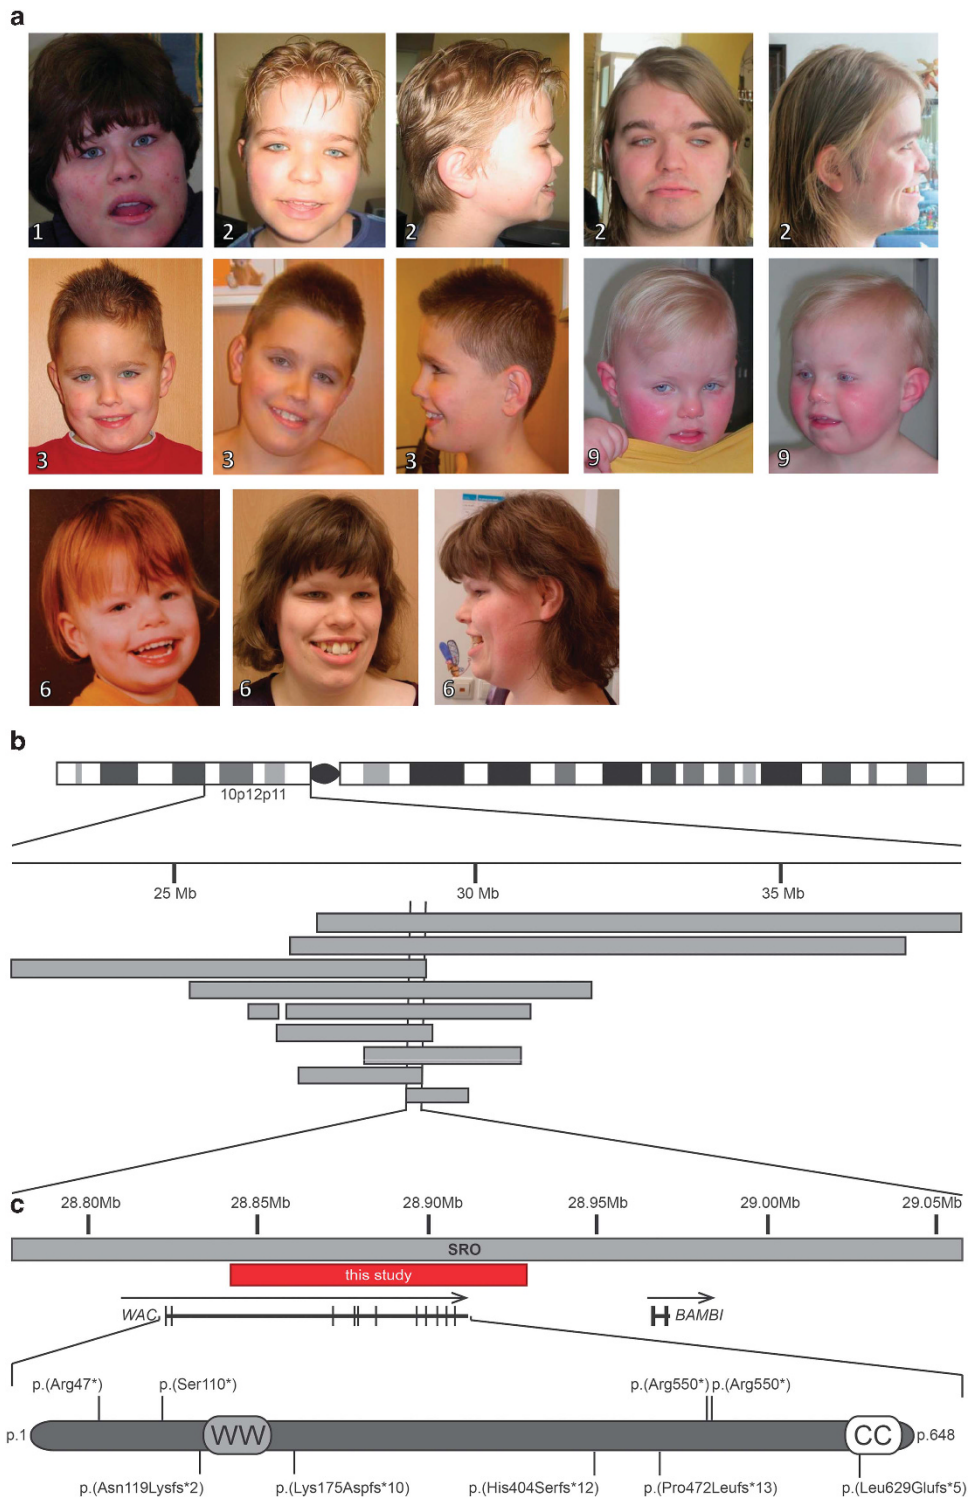 a
1
2
2
2
2
3
3
3
9
9
6
6
6
b
10p12p11
25 Mb 30 Mb 35 Mb
c
28.80Mb 28.85Mb 28.90Mb 28.95Mb 29.00Mb 29.05Mb
SRO
this study
WAC BAMBI
p.(Arg47*) p.(Ser110*) p.(Arg550*) p.(Arg550*)
p.1 WW CC p.648
p.(Asn119Lysfs*2) p.(Lys175Aspfs*10) p.(His404Serfs*12) p.(Pro472Leufs*13) p.(Leu629Glufs*5)